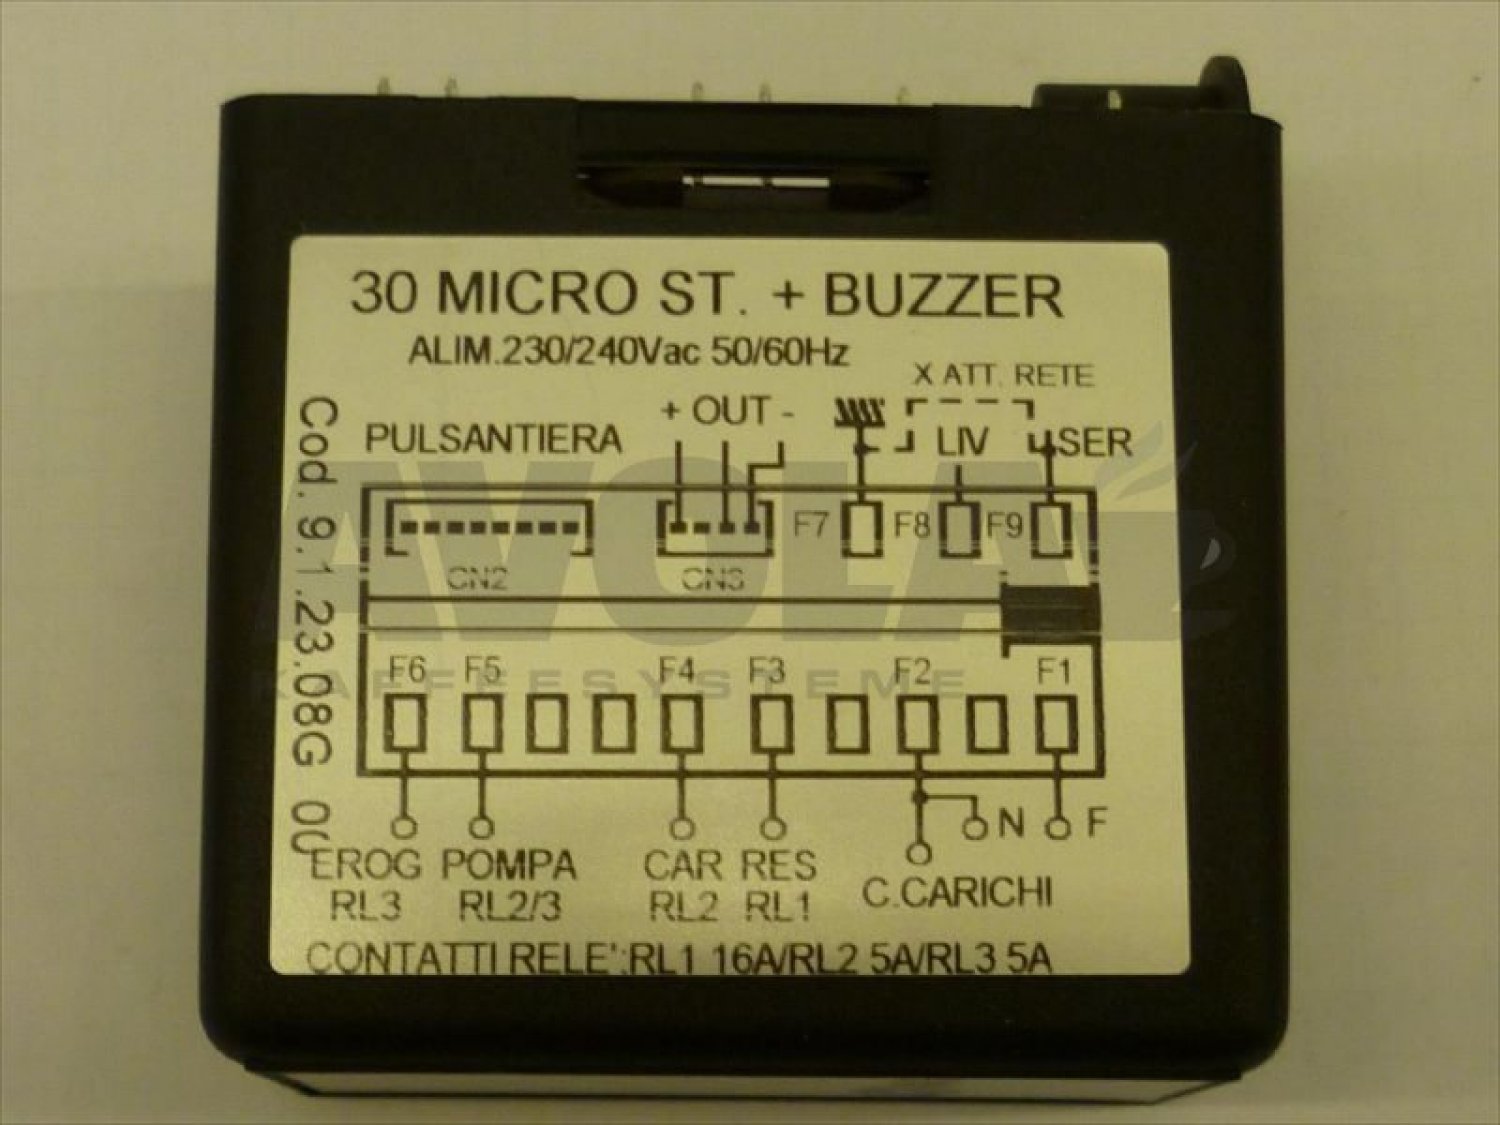 30 MICRO ST. + BUZZER
ALIM.230/240Vac 50/60Hz
X ATT. RETE
+ OUT -
PULSANTIERA
LIV
SER
Cod. 9.1.23.08G 00
F7
F8
F9
CN2
CN3
AVOLA
KAFFEESYSTEME
F6 F5 F4 F3 F2 F1
N F
EROG POMPA CAR RES
RL3 RL2/3 RL2 RL1
C.CARICHI
CONTATTI RELE':RL1 16A/RL2 5A/RL3 5A